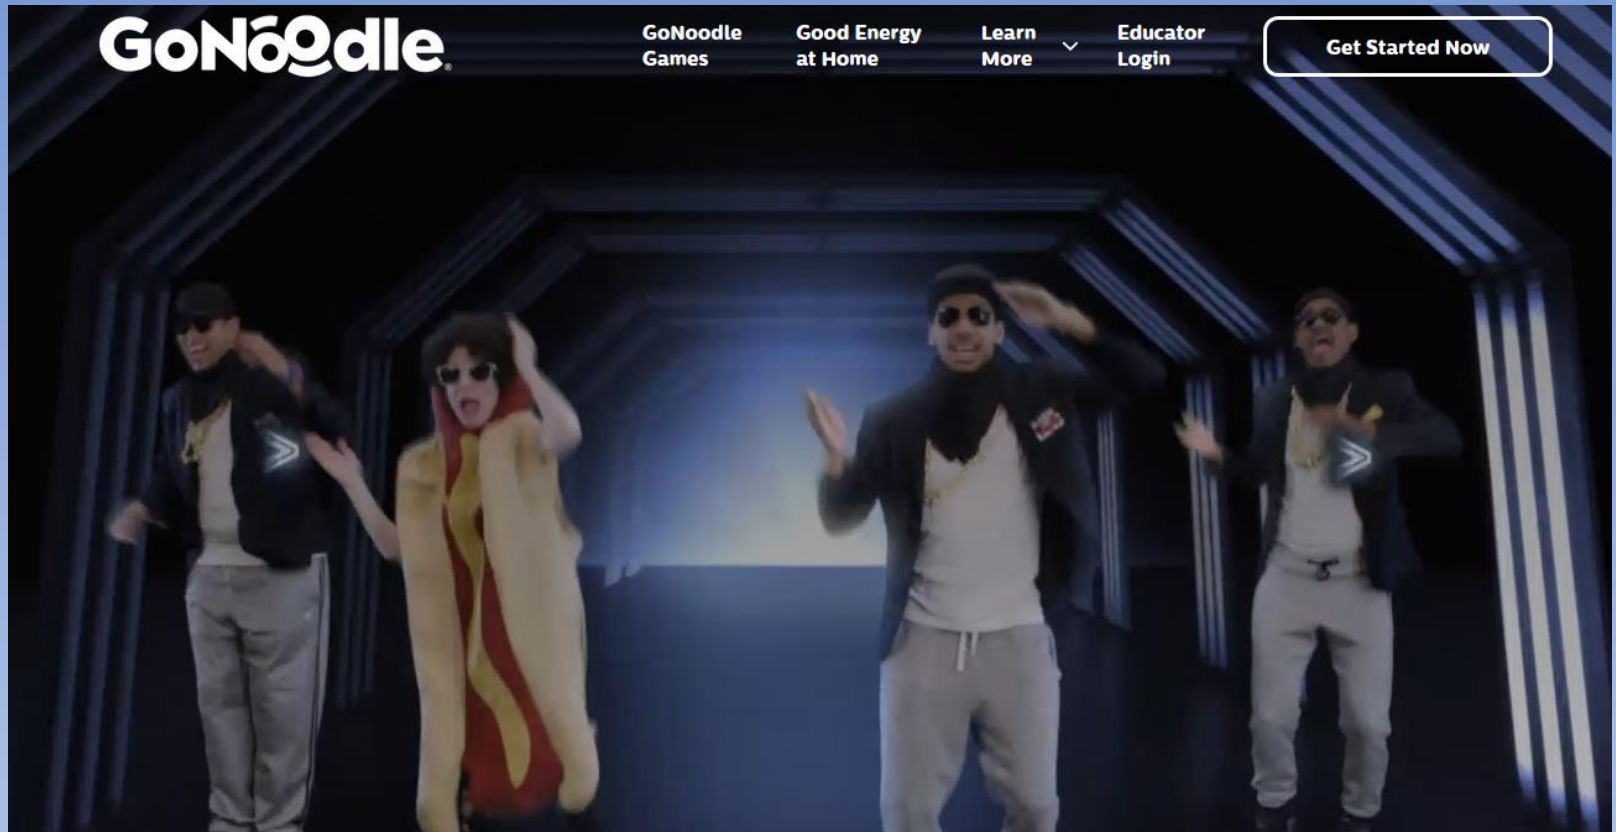 GoNoodle
GoNoodle
Games
Good Energy
at Home
Learn
More
Educator
Login
Get Started Now